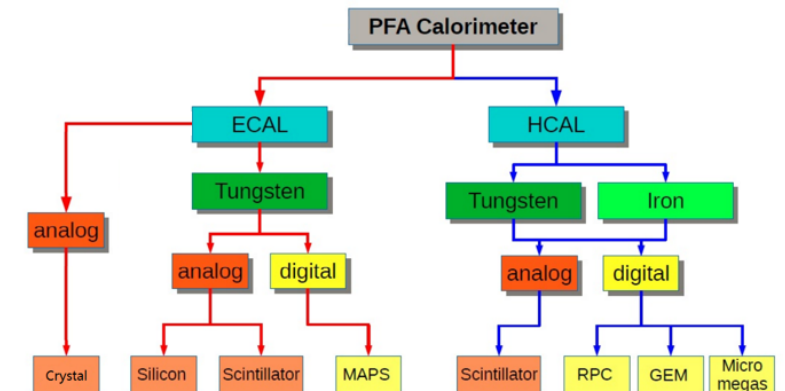 PFA Calorimeter
ECAL
HCAL
Tungsten
Tungsten
Iron
analog
analog
digital
analog
digital
Crystal
Silicon
Scintillator
MAPS
Scintillator
RPC
GEM
Micro
megas